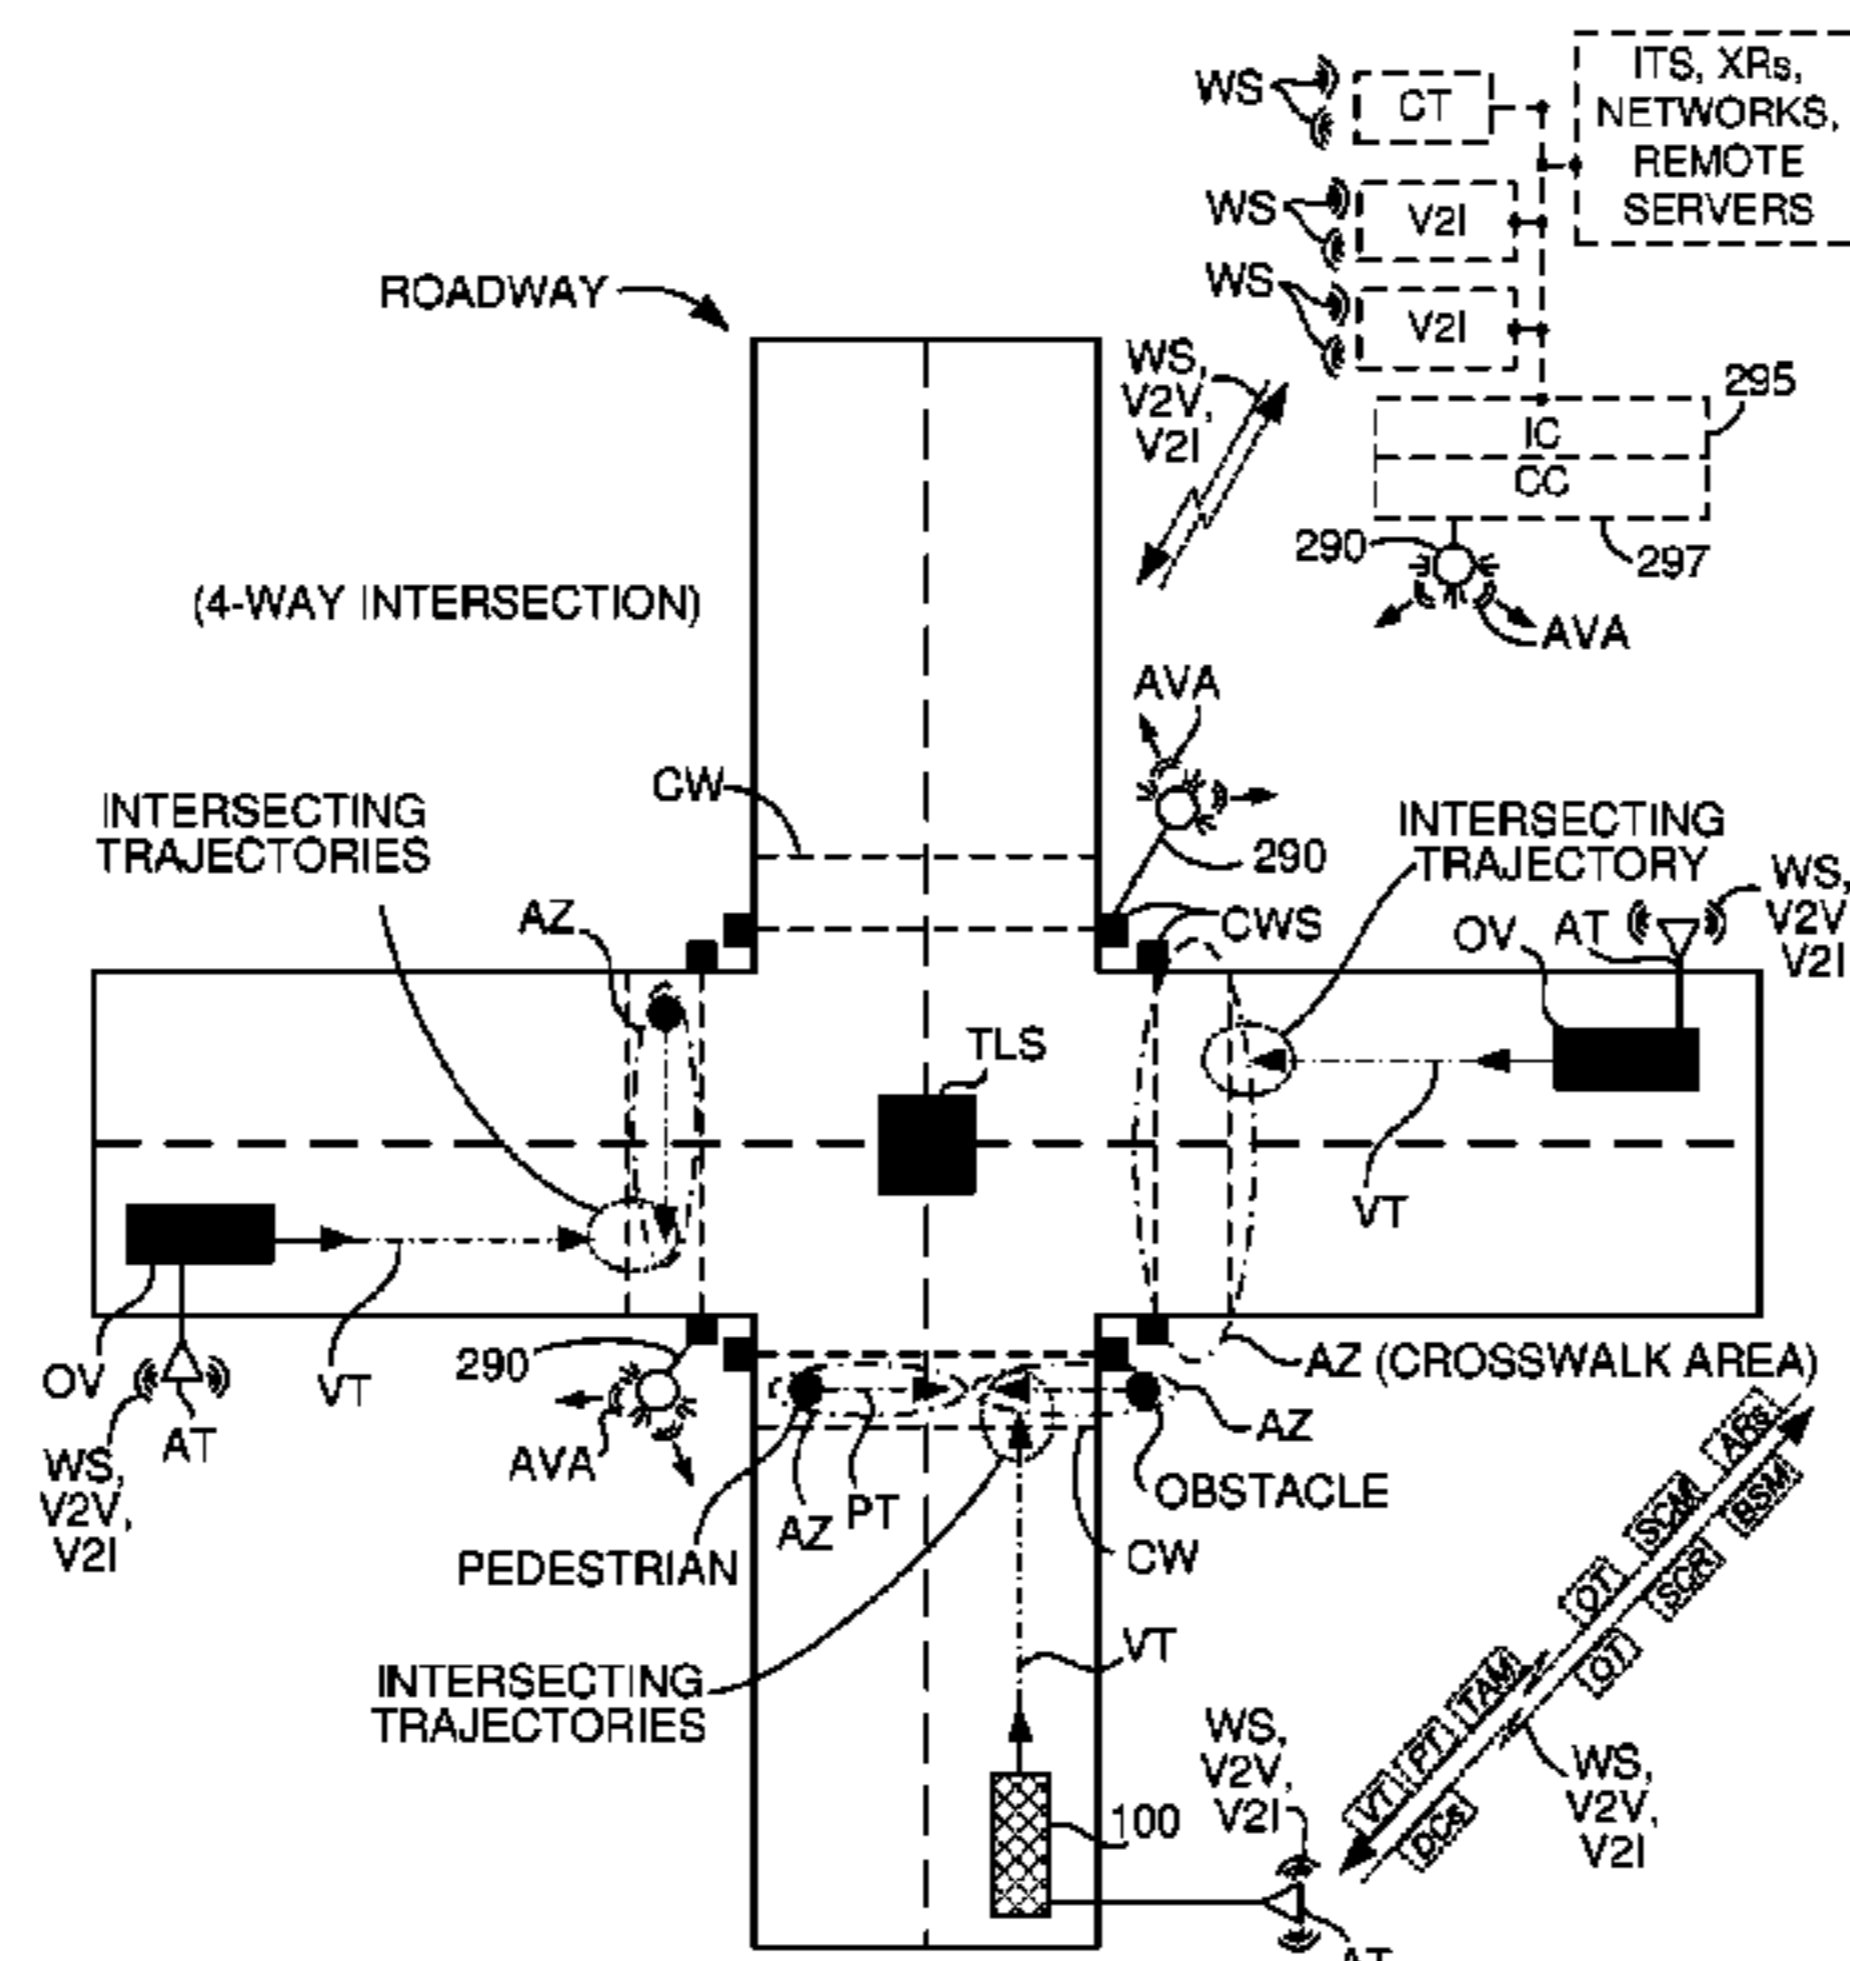 ITS, XRs,
NETWORKS,
REMOTE
SERVERS
WS
CT
WS
V2I
WS
V2I
ROADWAY
WS,
V2V,
V2I
295
IC
CC
290
297
AVA
(4-WAY INTERSECTION)
AVA
CW
290
INTERSECTING
TRAJECTORIES
INTERSECTING
TRAJECTORY
WS,
V2V
V2I
AZ
CWS
OV
AT
TLS
VT
OV
VT
290
AZ (CROSSWALK AREA)
AT
WS,
V2V,
V2I
AVA
AZ
PT
AZ
OBSTACLE
PEDESTRIAN
CW
ARs
SCM
OT
BSM
SCR
OT
VT
INTERSECTING
TRAJECTORIES
TAM
PT
VT
DCs
WS,
V2V,
V2I
WS,
V2V,
V2I
100
AT